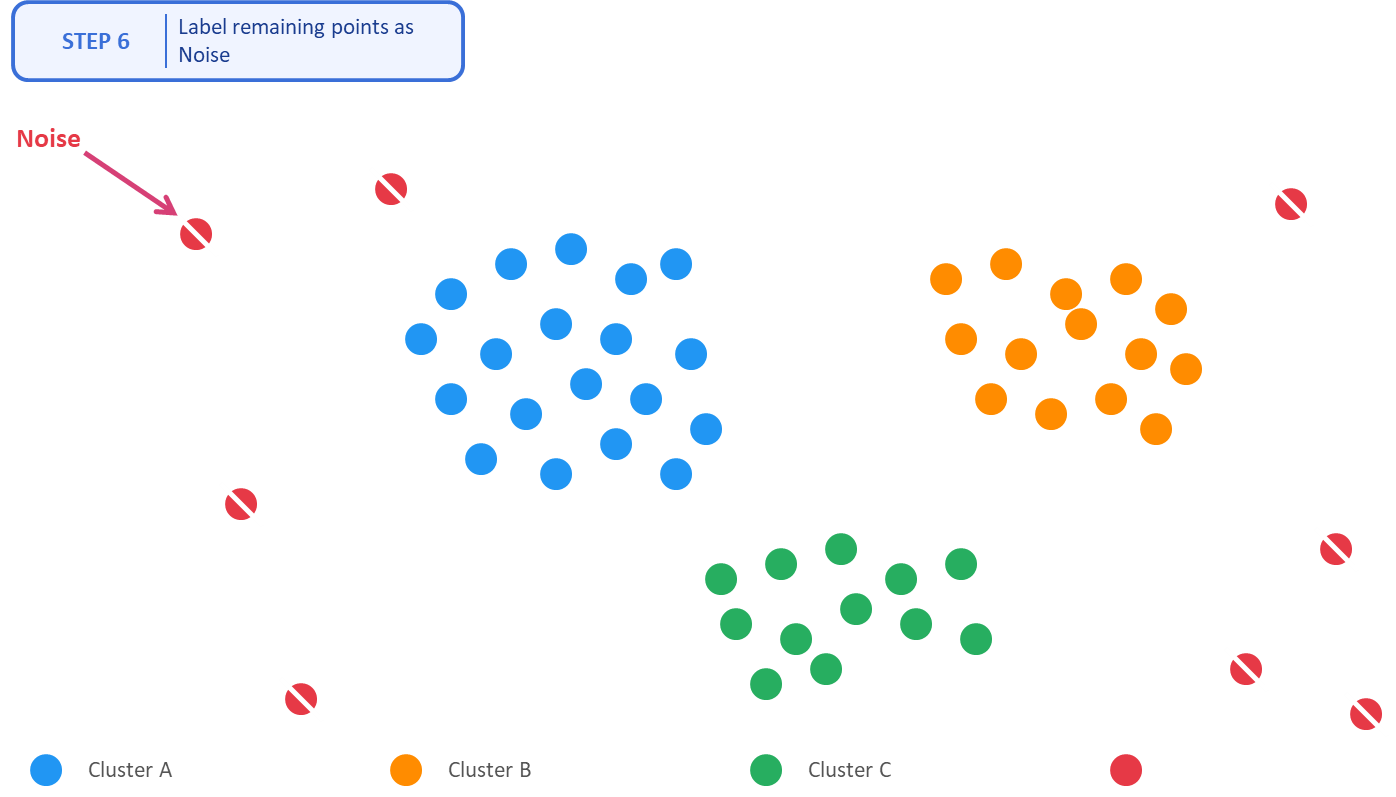 STEP 6
Label remaining points as
Noise
Noise
Cluster A
Cluster B
Cluster C